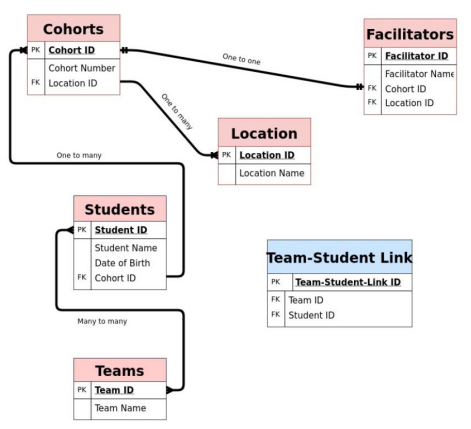 Cohorts
PK Cohort ID
Cohort Number
FK Location ID
Facilitators
PK Facilitator ID
Facilitator Name
FK Cohort ID
FK Location ID
One to one
One to many
Location
PK Location ID
Location Name
One to many
Students
PK Student ID
Student Name
Date of Birth
FK Cohort ID
Team-Student Link
PK Team-Student-Link ID
FK Team ID
FK Student ID
Many to many
Teams
PK Team ID
Team Name